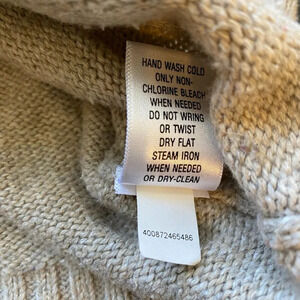 HAND WASH COLD
ONLY NON-
CHLORINE BLEACH
WHEN NEEDED
DO NOT WRING
OR TWIST
DRY FLAT
STEAM IRON
WHEN NEEDED
OR DRY-CLEAN
400872465486